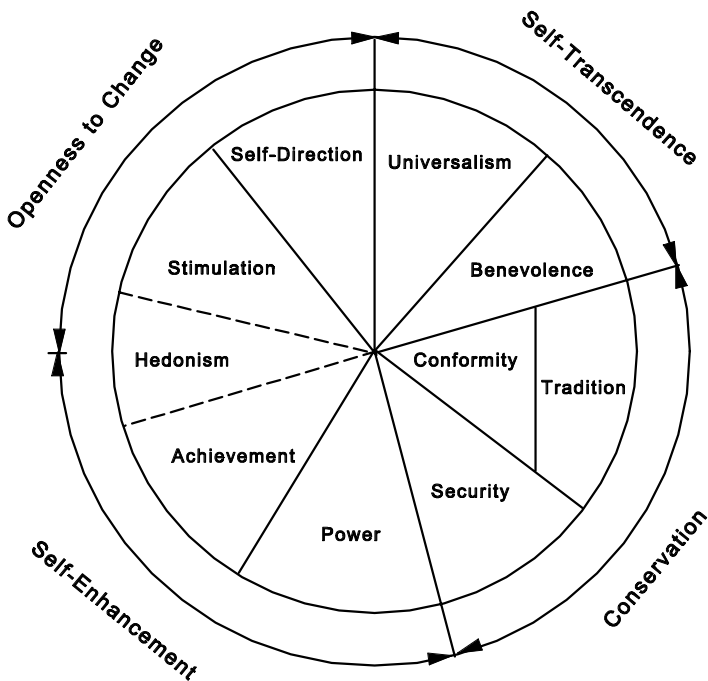 Openness to Change
Self-Transcendence
Self-Direction
Universalism
Stimulation
Benevolence
Hedonism
Conformity
Tradition
Achievement
Security
Power
Self-Enhancement
Conservation